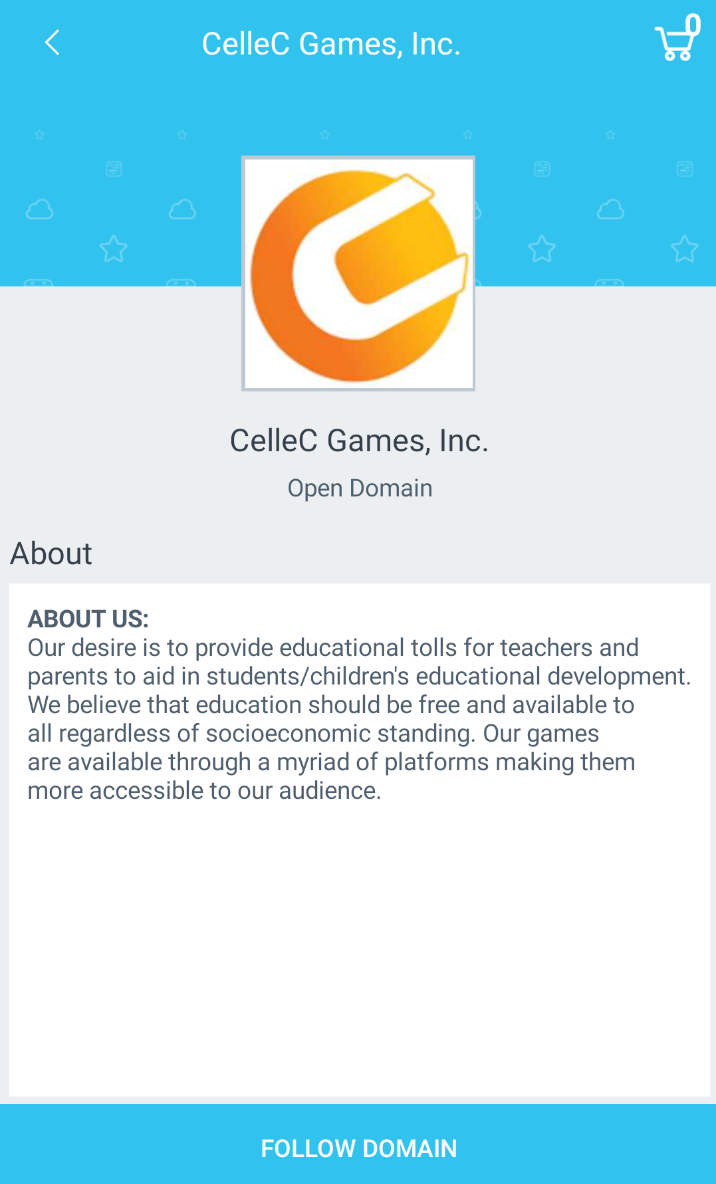 CelleC Games, Inc.
0
CelleC Games, Inc.
Open Domain
About
ABOUT US:
Our desire is to provide educational tolls for teachers and
parents to aid in students/children's educational development.
We believe that education should be free and available to
all regardless of socioeconomic standing. Our games
are available through a myriad of platforms making them
more accessible to our audience.
FOLLOW DOMAIN